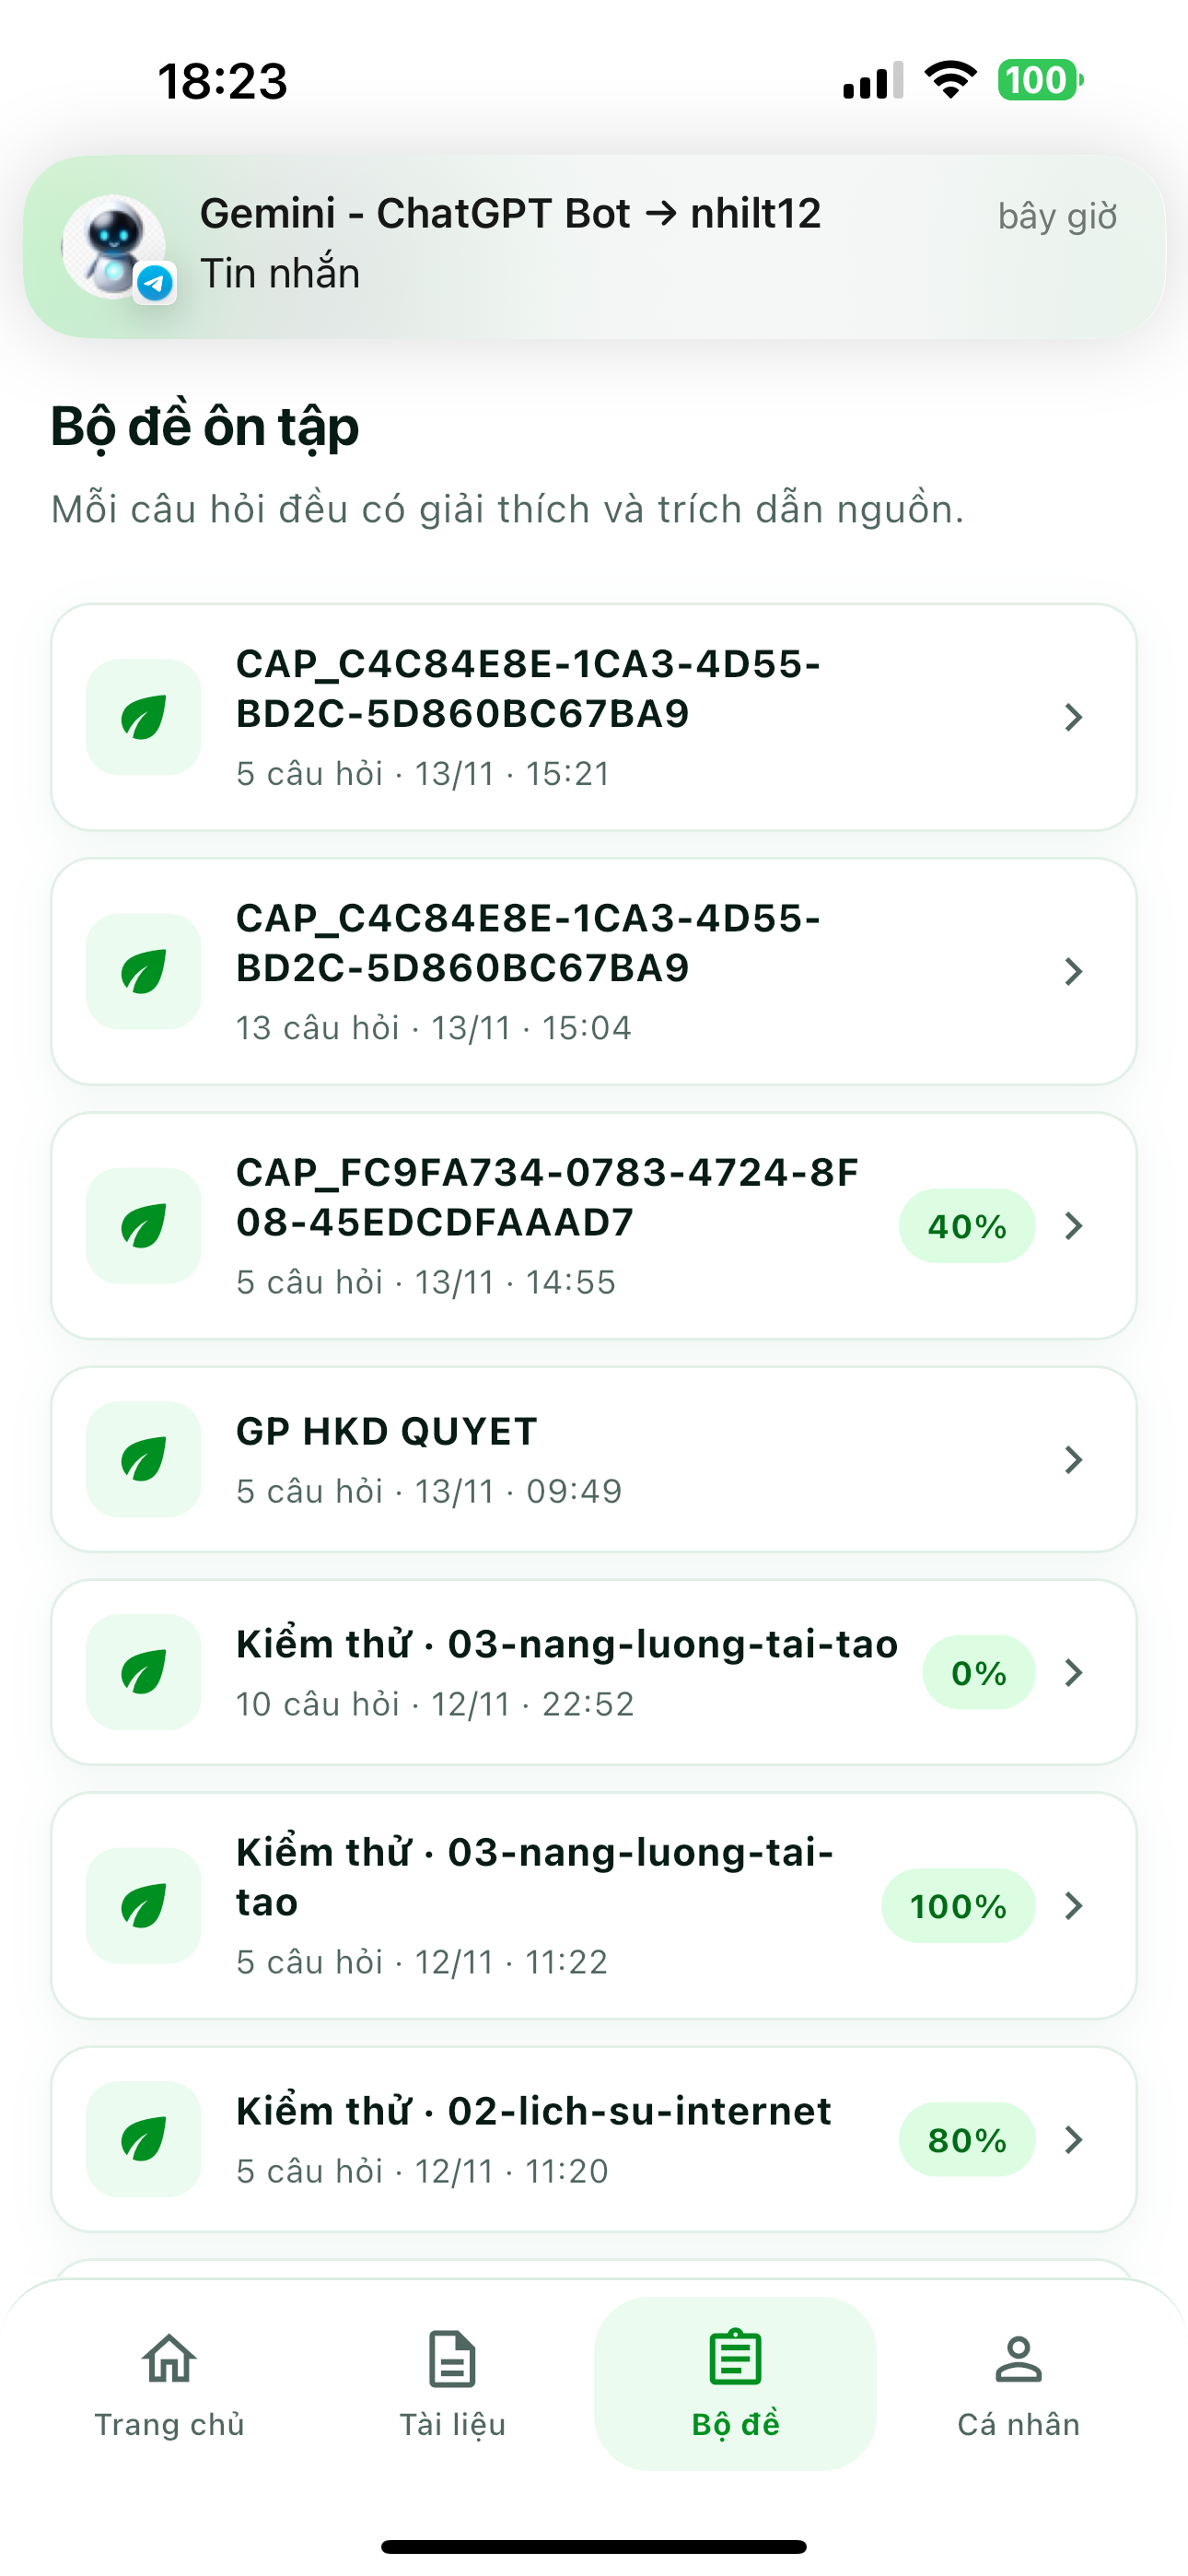 18:23
100
Gemini - ChatGPT Bot → nhilt12
bây giờ
Tin nhắn
Bộ đề ôn tập
Mỗi câu hỏi đều có giải thích và trích dẫn nguồn.
CAP_C4C84E8E-1CA3-4D55-
BD2C-5D860BC67BA9
5 câu hỏi · 13/11 · 15:21
CAP_C4C84E8E-1CA3-4D55-
BD2C-5D860BC67BA9
13 câu hỏi · 13/11 · 15:04
CAP_FC9FA734-0783-4724-8F
08-45EDCDFAAAD7
40%
5 câu hỏi · 13/11 · 14:55
GP HKD QUYET
5 câu hỏi · 13/11 · 09:49
Kiểm thử · 03-nang-luong-tai-tao
0%
10 câu hỏi · 12/11 · 22:52
Kiểm thử · 03-nang-luong-tai-
tao
100%
5 câu hỏi · 12/11 · 11:22
Kiểm thử · 02-lich-su-internet
80%
5 câu hỏi · 12/11 · 11:20
Trang chủ
Tài liệu
Bộ đề
Cá nhân